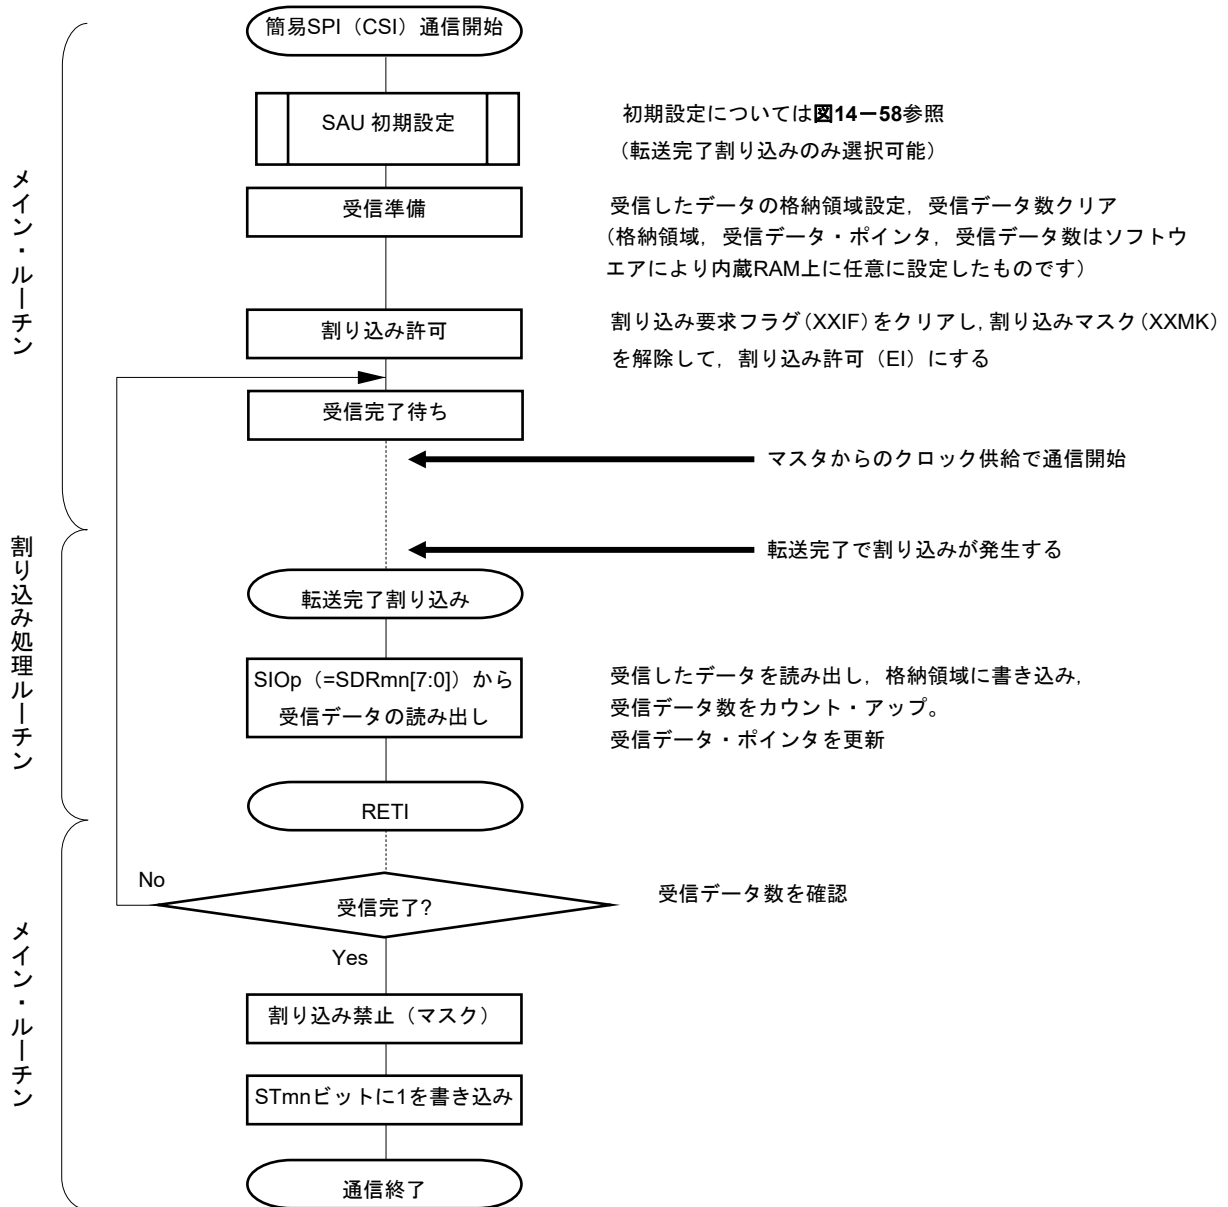 簡易SPI（CSI）通信開始
SAU 初期設定
初期設定については図14－58参照
（転送完了割り込みのみ選択可能）
メイン・ルーチン
受信準備
受信したデータの格納領域設定，受信データ数クリア
（格納領域，受信データ・ポインタ，受信データ数はソフトウ
エアにより内蔵RAM上に任意に設定したものです）
割り込み許可
割り込み要求フラグ（XXIF）をクリアし，割り込みマスク（XXMK）
を解除して，割り込み許可（EI）にする
受信完了待ち
マスタからのクロック供給で通信開始
割り込み処理ルーチン
転送完了で割り込みが発生する
転送完了割り込み
SIOp（=SDRmn[7:0]）から
受信データの読み出し
受信したデータを読み出し，格納領域に書き込み，
受信データ数をカウント・アップ。
受信データ・ポインタを更新
RETI
メイン・ルーチン
No
受信完了?
受信データ数を確認
Yes
割り込み禁止（マスク）
STmnビットに1を書き込み
通信終了